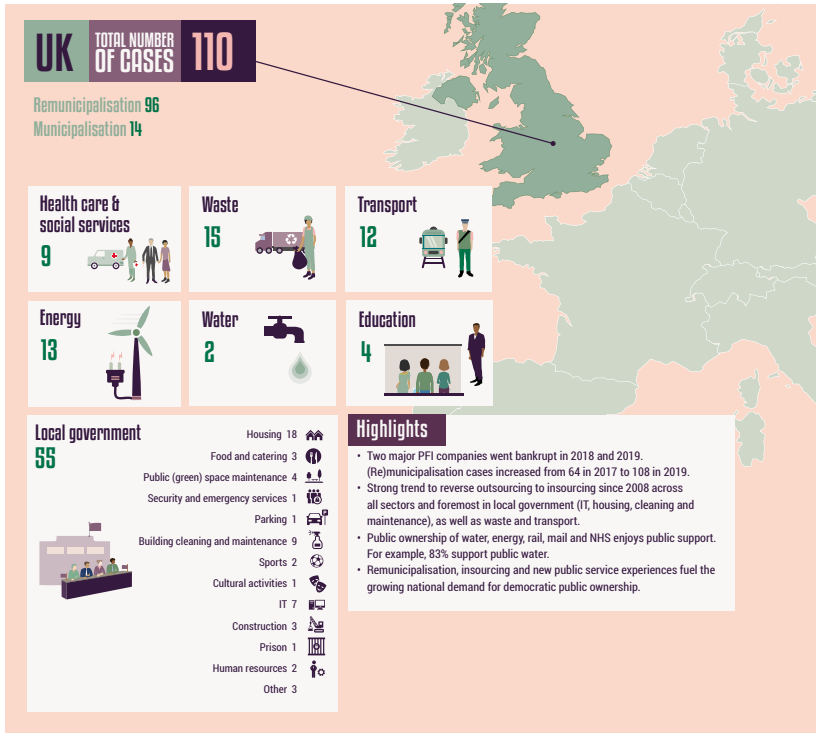 UK
TOTAL NUMBER
OF CASES
110
Remunicipalisation 96
Municipalisation 14
Health care &
social services
9
Waste
15
Transport
12
Energy
13
Water
2
Education
4
Local government
55
Housing 18
Food and catering 3
Public (green) space maintenance 4
Security and emergency services 1
Parking 1
P
Building cleaning and maintenance 9
Sports 2
Cultural activities 1
IT 7
Construction 3
Prison 1
Human resources 2
Other 3
Highlights
• Two major PFI companies went bankrupt in 2018 and 2019.
(Re)municipalisation cases increased from 64 in 2017 to 108 in 2019.
• Strong trend to reverse outsourcing to insourcing since 2008 across
all sectors and foremost in local government (IT, housing, cleaning and
maintenance), as well as waste and transport.
• Public ownership of water, energy, rail, mail and NHS enjoys public support.
For example, 83% support public water.
• Remunicipalisation, insourcing and new public service experiences fuel the
growing national demand for democratic public ownership.